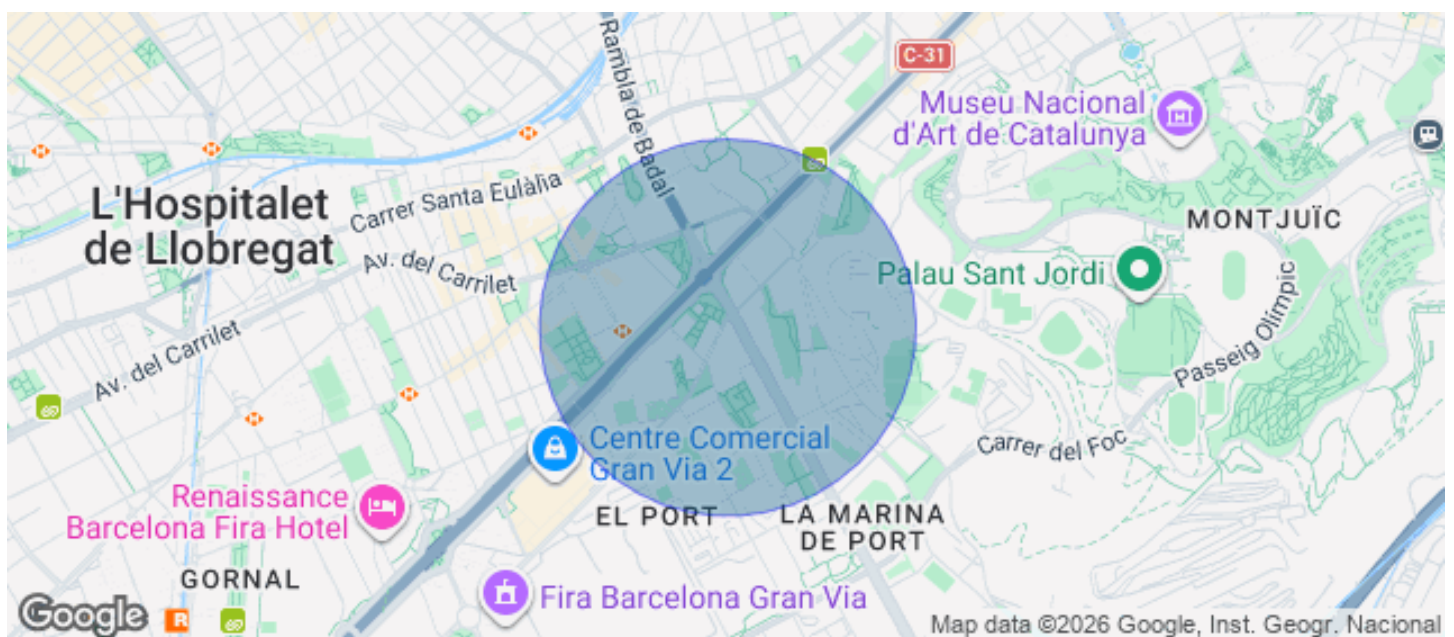 Rambla de Badal
C-31
Museu Nacional
d'Art de Catalunya
L'Hospitalet
de Llobregat
Carrer Santa Eulàlia
Av. del Carrilet
MONTJUÏC
Palau Sant Jordi
Av. del Carrilet
Passeig Olímpic
Centre Comercial
Gran Via 2
Carrer del Foc
Renaissance
Barcelona Fira Hotel
EL PORT
LA MARINA
DE PORT
GORNAL
Fira Barcelona Gran Via
Google
R
Map data ©2026 Google, Inst. Geogr. Nacional